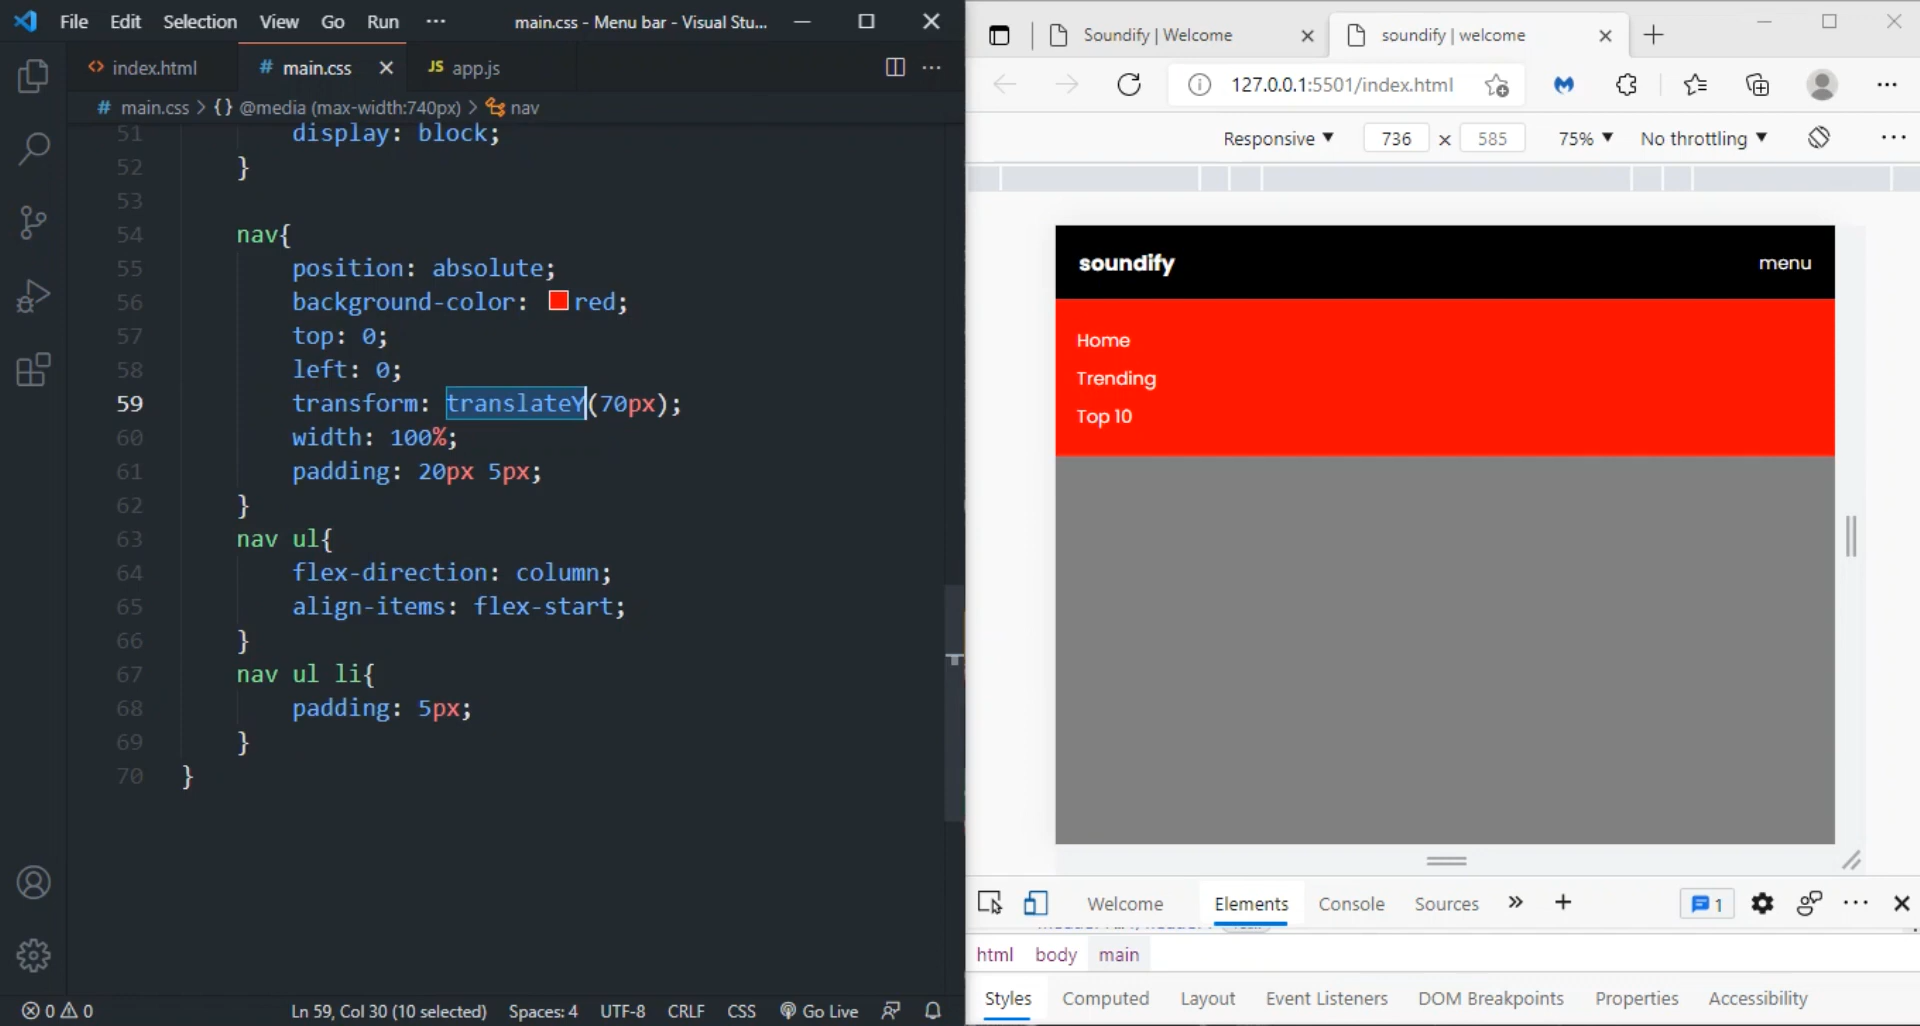 File Edit Selection View Go Run ··· main.css - Menu bar - Visual Stu...
<> index.html # main.css × JS app.js
# main.css > {} @media (max-width:740px) > nav
51 display: block;
52 }
53
54 nav{
55 position: absolute;
56 background-color: red;
57 top: 0;
58 left: 0;
59 transform: translateY(70px);
60 width: 100%;
61 padding: 20px 5px;
62 }
63 nav ul{
64 flex-direction: column;
65 align-items: flex-start;
66 }
67 nav ul li{
68 padding: 5px;
69 }
70 }
0 0 Ln 59, Col 30 (10 selected) Spaces: 4 UTF-8 CRLF CSS Go Live
Soundify | Welcome soundify | welcome
127.0.0.1:5501/index.html
Responsive 736 x 585 75% No throttling
soundify menu
Home
Trending
Top 10
Welcome Elements Console Sources » + 1
html body main
Styles Computed Layout Event Listeners DOM Breakpoints Properties Accessibility